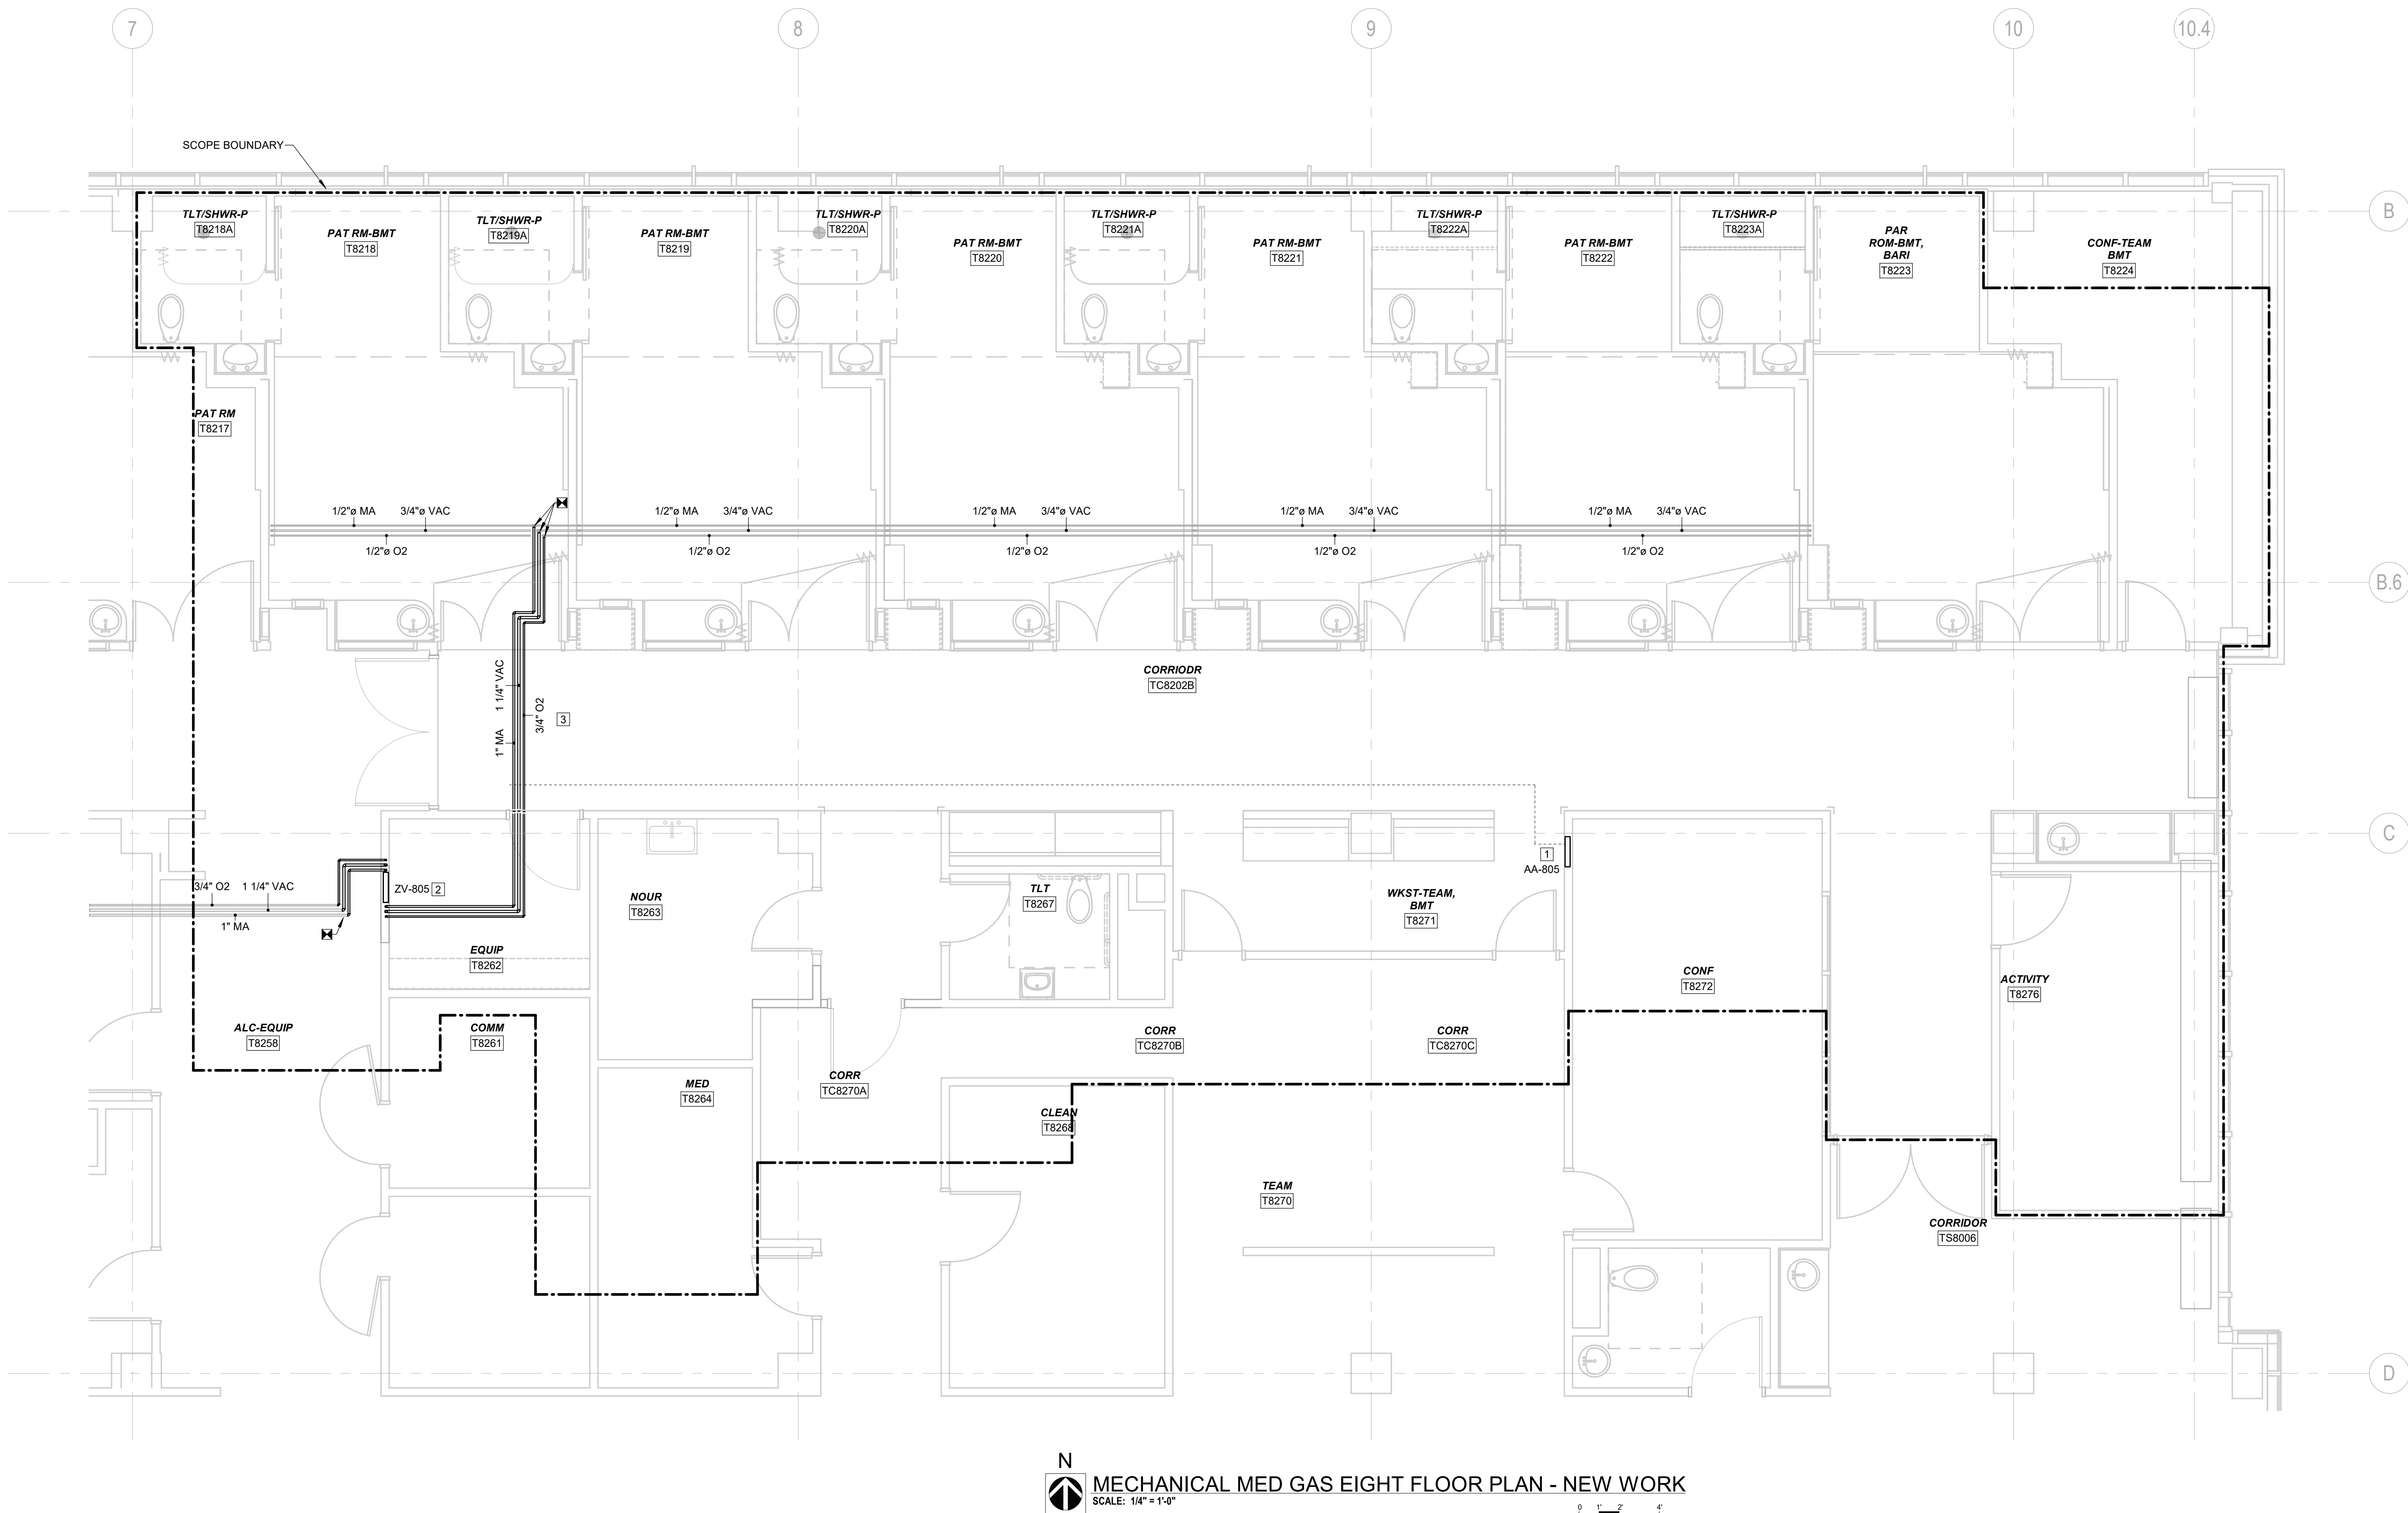 7
8
9
10
10.4
SCOPE BOUNDARY
B
TLT/SHWR-P
T8218A
PAT RM-BMT
T8218
TLT/SHWR-P
T8219A
PAT RM-BMT
T8219
TLT/SHWR-P
T8220A
PAT RM-BMT
T8220
TLT/SHWR-P
T8221A
PAT RM-BMT
T8221
TLT/SHWR-P
T8222A
PAT RM-BMT
T8222
TLT/SHWR-P
T8223A
PAR
ROM-BMT,
BARI
T8223
CONF-TEAM
BMT
T8224
PAT RM
T8217
1/2"ø MA
3/4"ø VAC
1/2"ø MA
3/4"ø VAC
1/2"ø MA
3/4"ø VAC
1/2"ø MA
3/4"ø VAC
1/2"ø MA
3/4"ø VAC
1/2"ø O2
1/2"ø O2
1/2"ø O2
1/2"ø O2
1/2"ø O2
B.6
1 1/4" VAC
1" MA
3/4" O2
3
CORRIODR
TC8202B
C
1
AA-805
3/4" O2
1 1/4" VAC
1" MA
ZV-805
2
NOUR
T8263
TLT
T8267
WKST-TEAM,
BMT
T8271
EQUIP
T8262
CONF
T8272
ACTIVITY
T8276
ALC-EQUIP
T8258
COMM
T8261
CORR
TC8270B
CORR
TC8270C
MED
T8264
CORR
TC8270A
CLEAN
T8268
TEAM
T8270
CORRIDOR
TS8006
D
N
MECHANICAL MED GAS EIGHT FLOOR PLAN - NEW WORK
SCALE: 1/4" = 1'-0"
0 1' 2' 4'